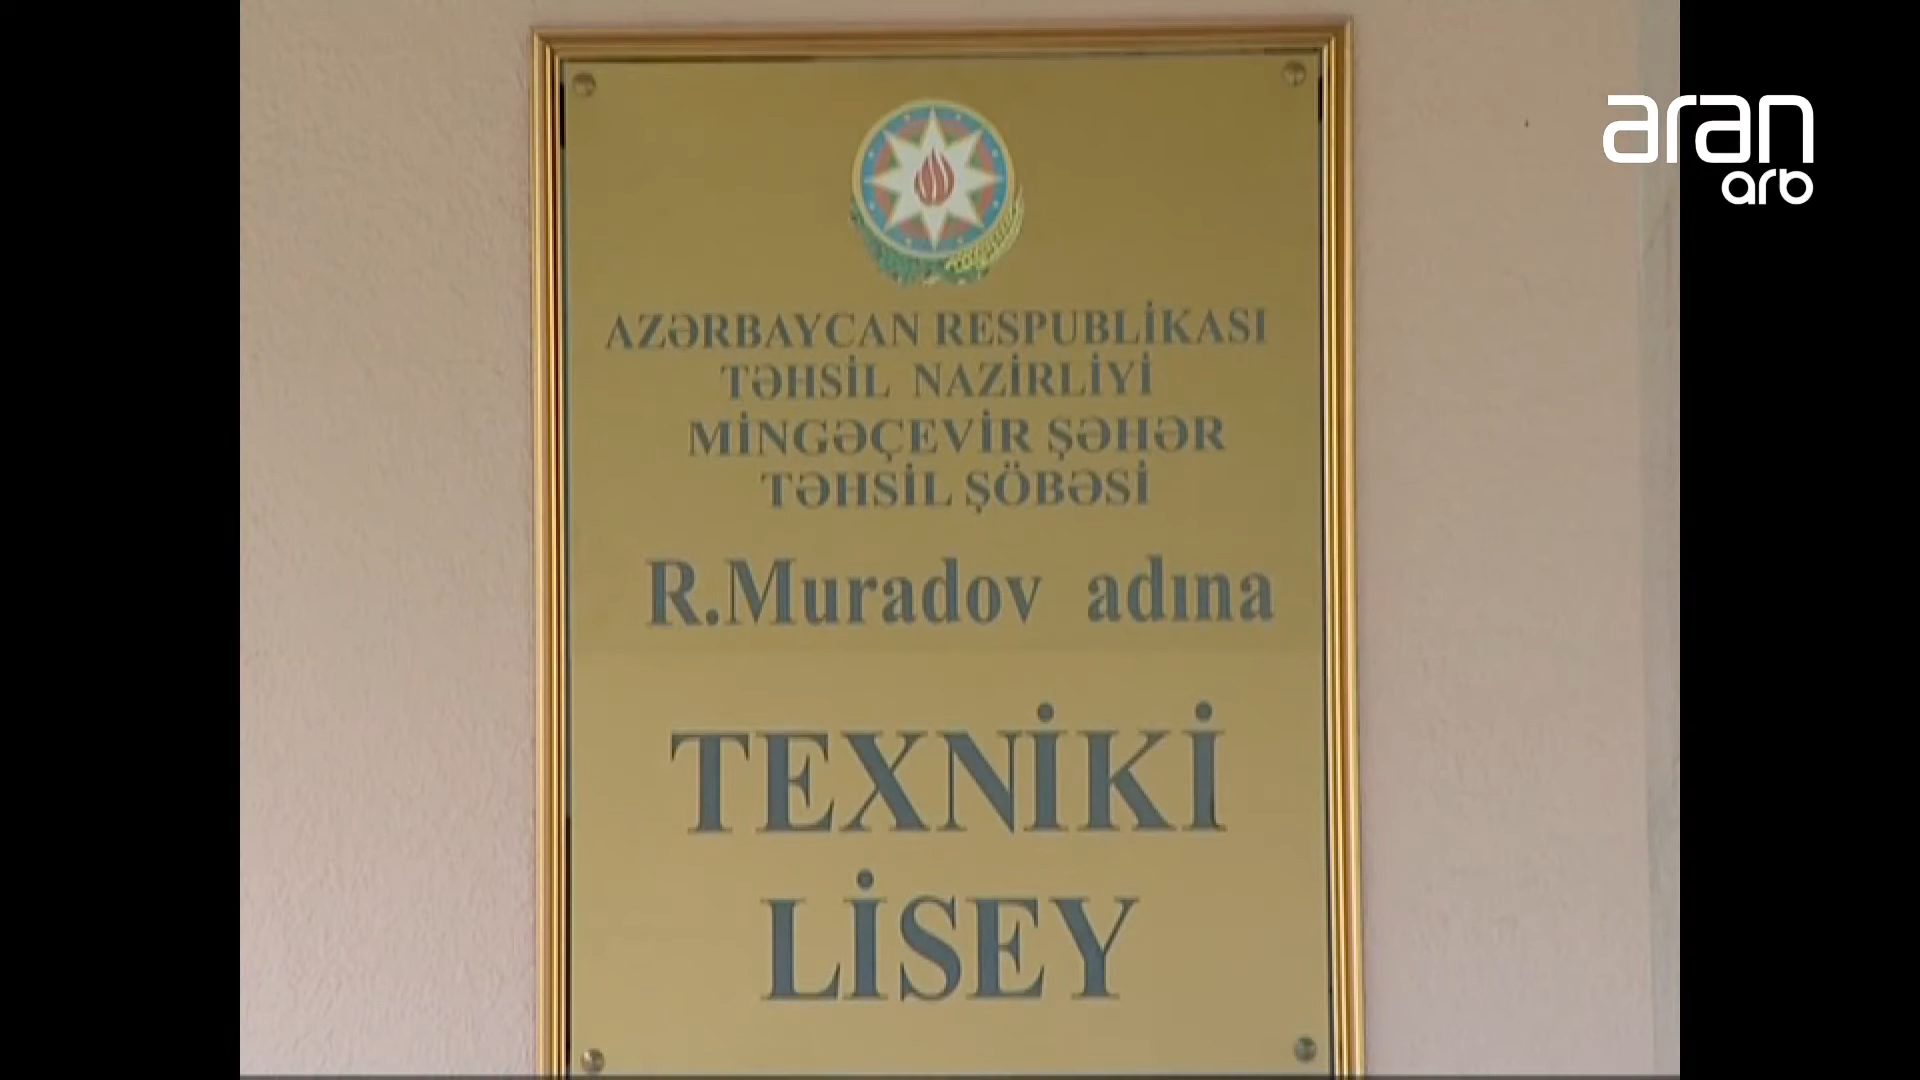 aran
arb
AZƏRBAYCAN RESPUBLİKASI
TƏHSİL NAZİRLİYİ
MİNGƏÇEVİR ŞƏHƏR
TƏHSİL ŞÖBƏSİ
R.Muradov adına
TEXNİKİ
LİSEY